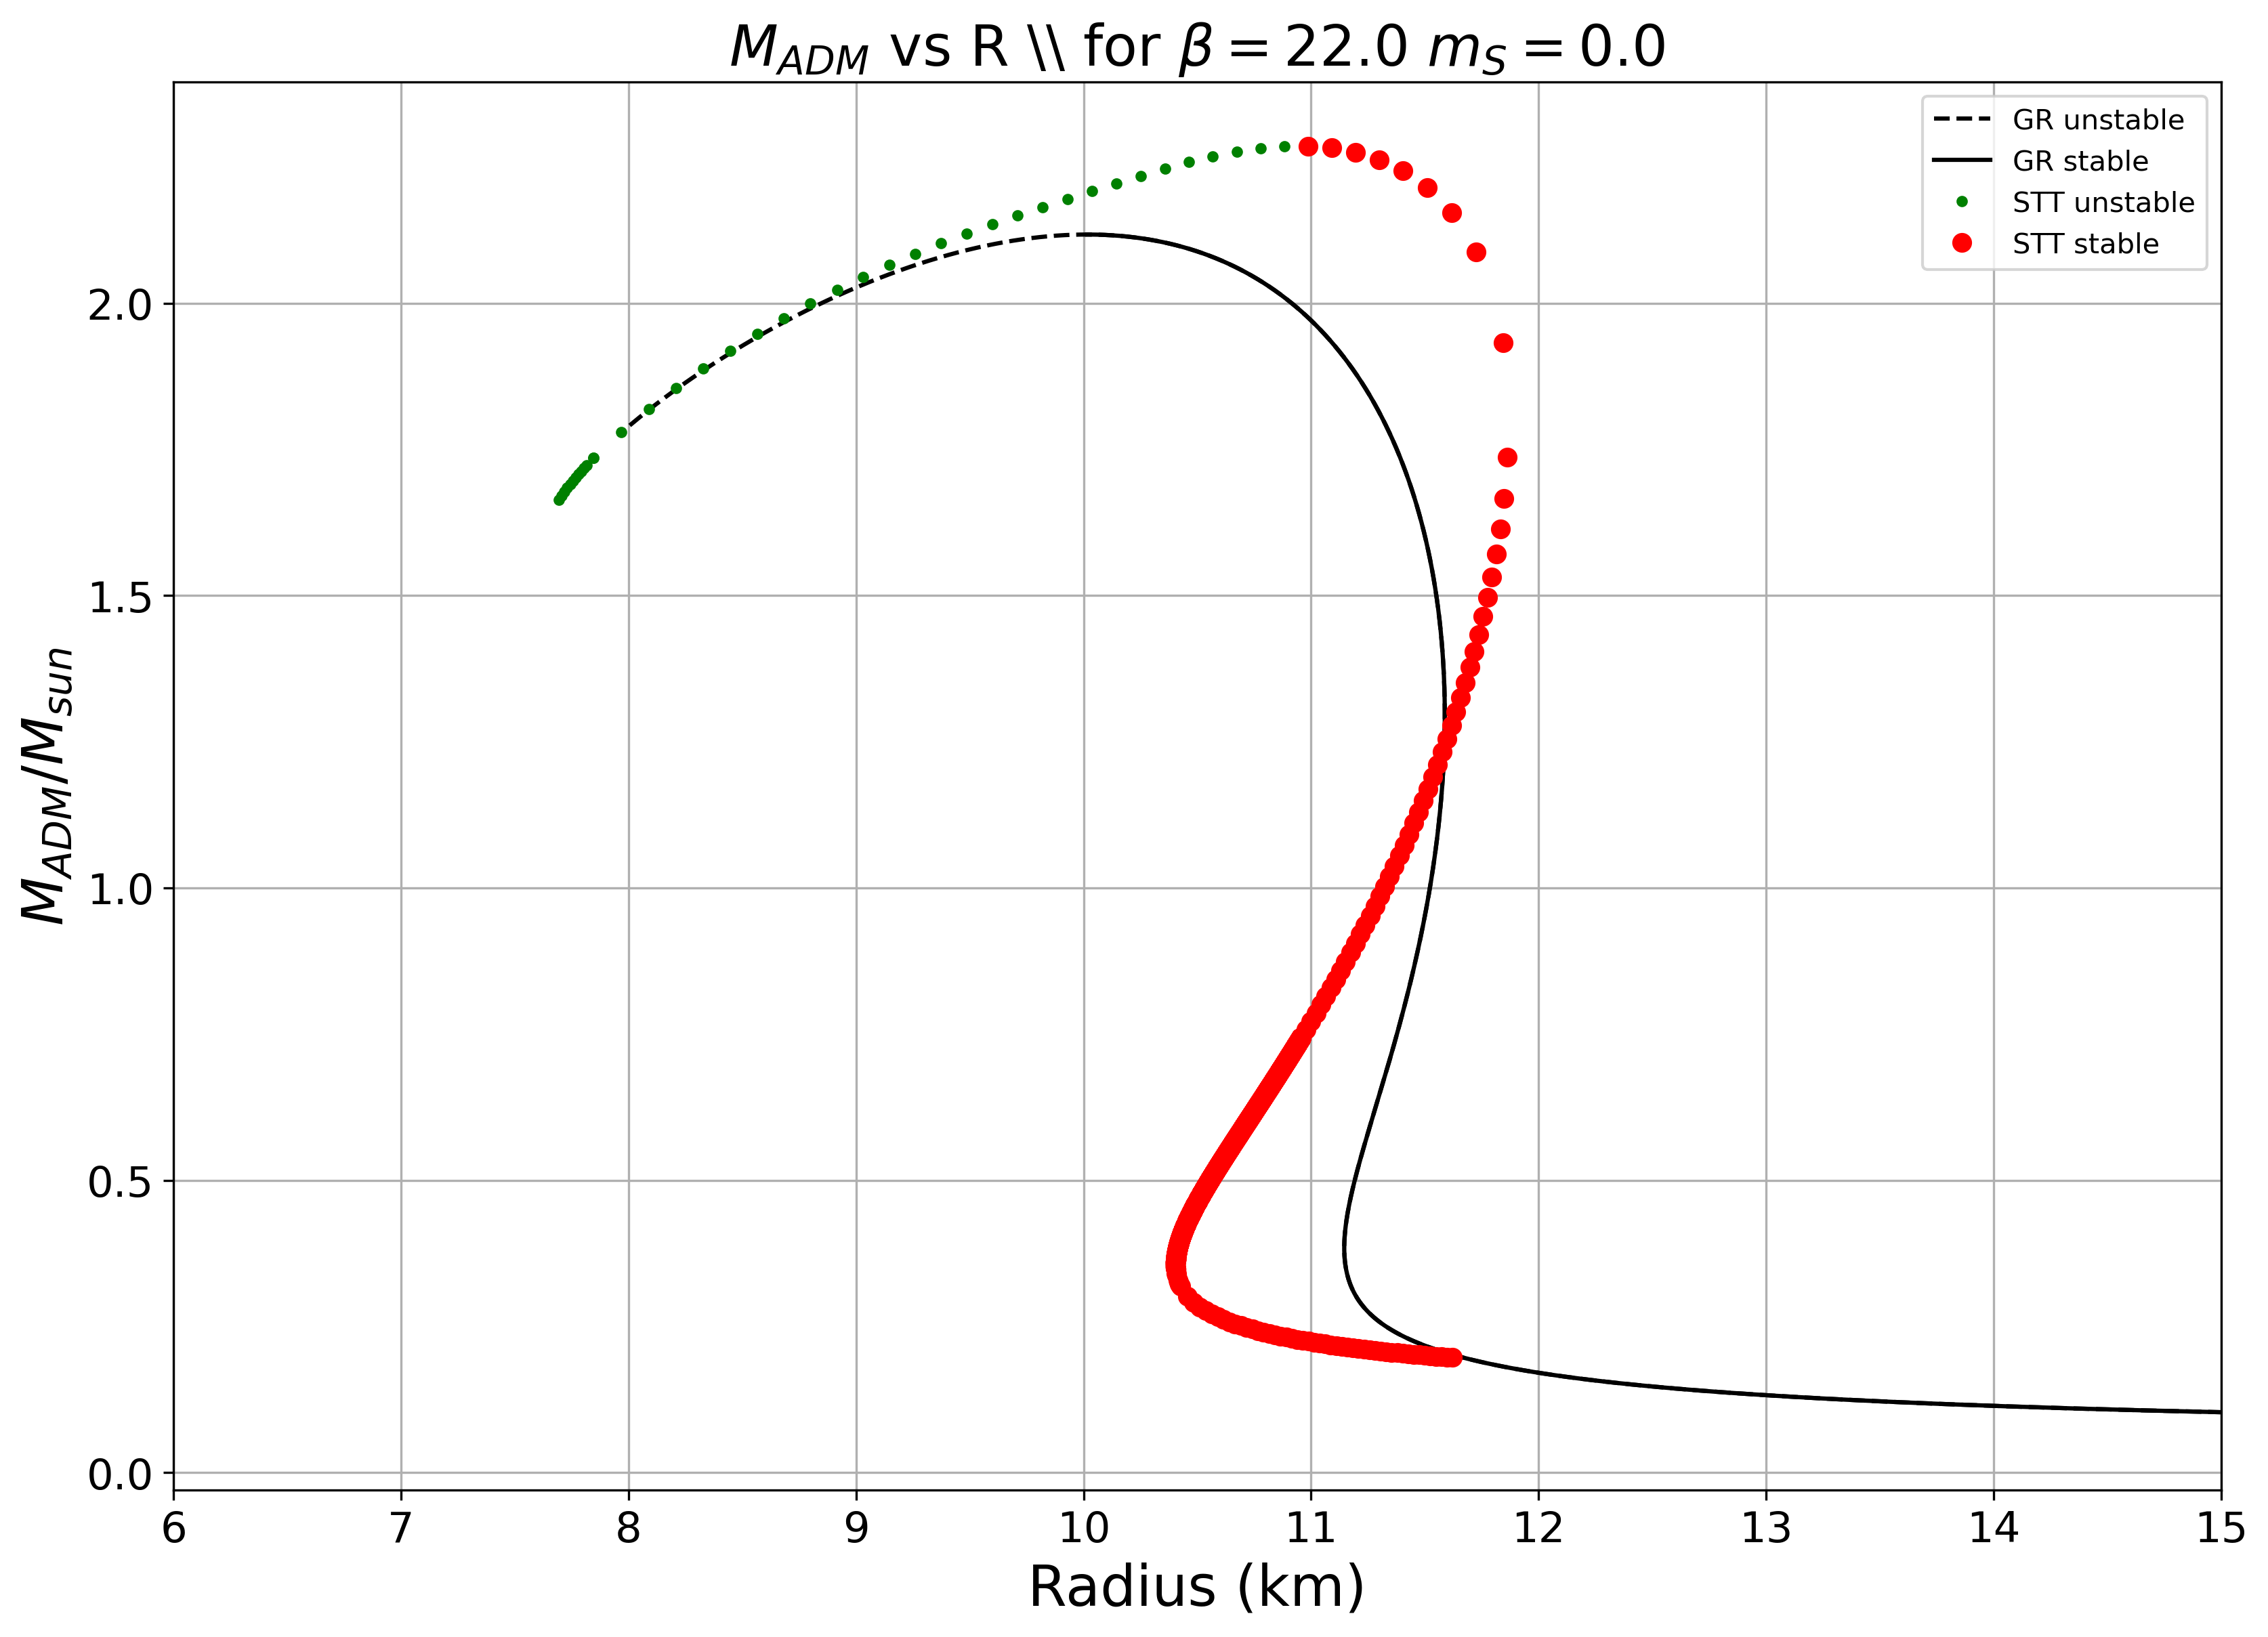 M_ADM vs R \\ for β = 22.0 m_S = 0.0
GR unstable
GR stable
STT unstable
STT stable
M_ADM/M_sun
2.0
1.5
1.0
0.5
0.0
6 7 8 9 10 11 12 13 14 15
Radius (km)